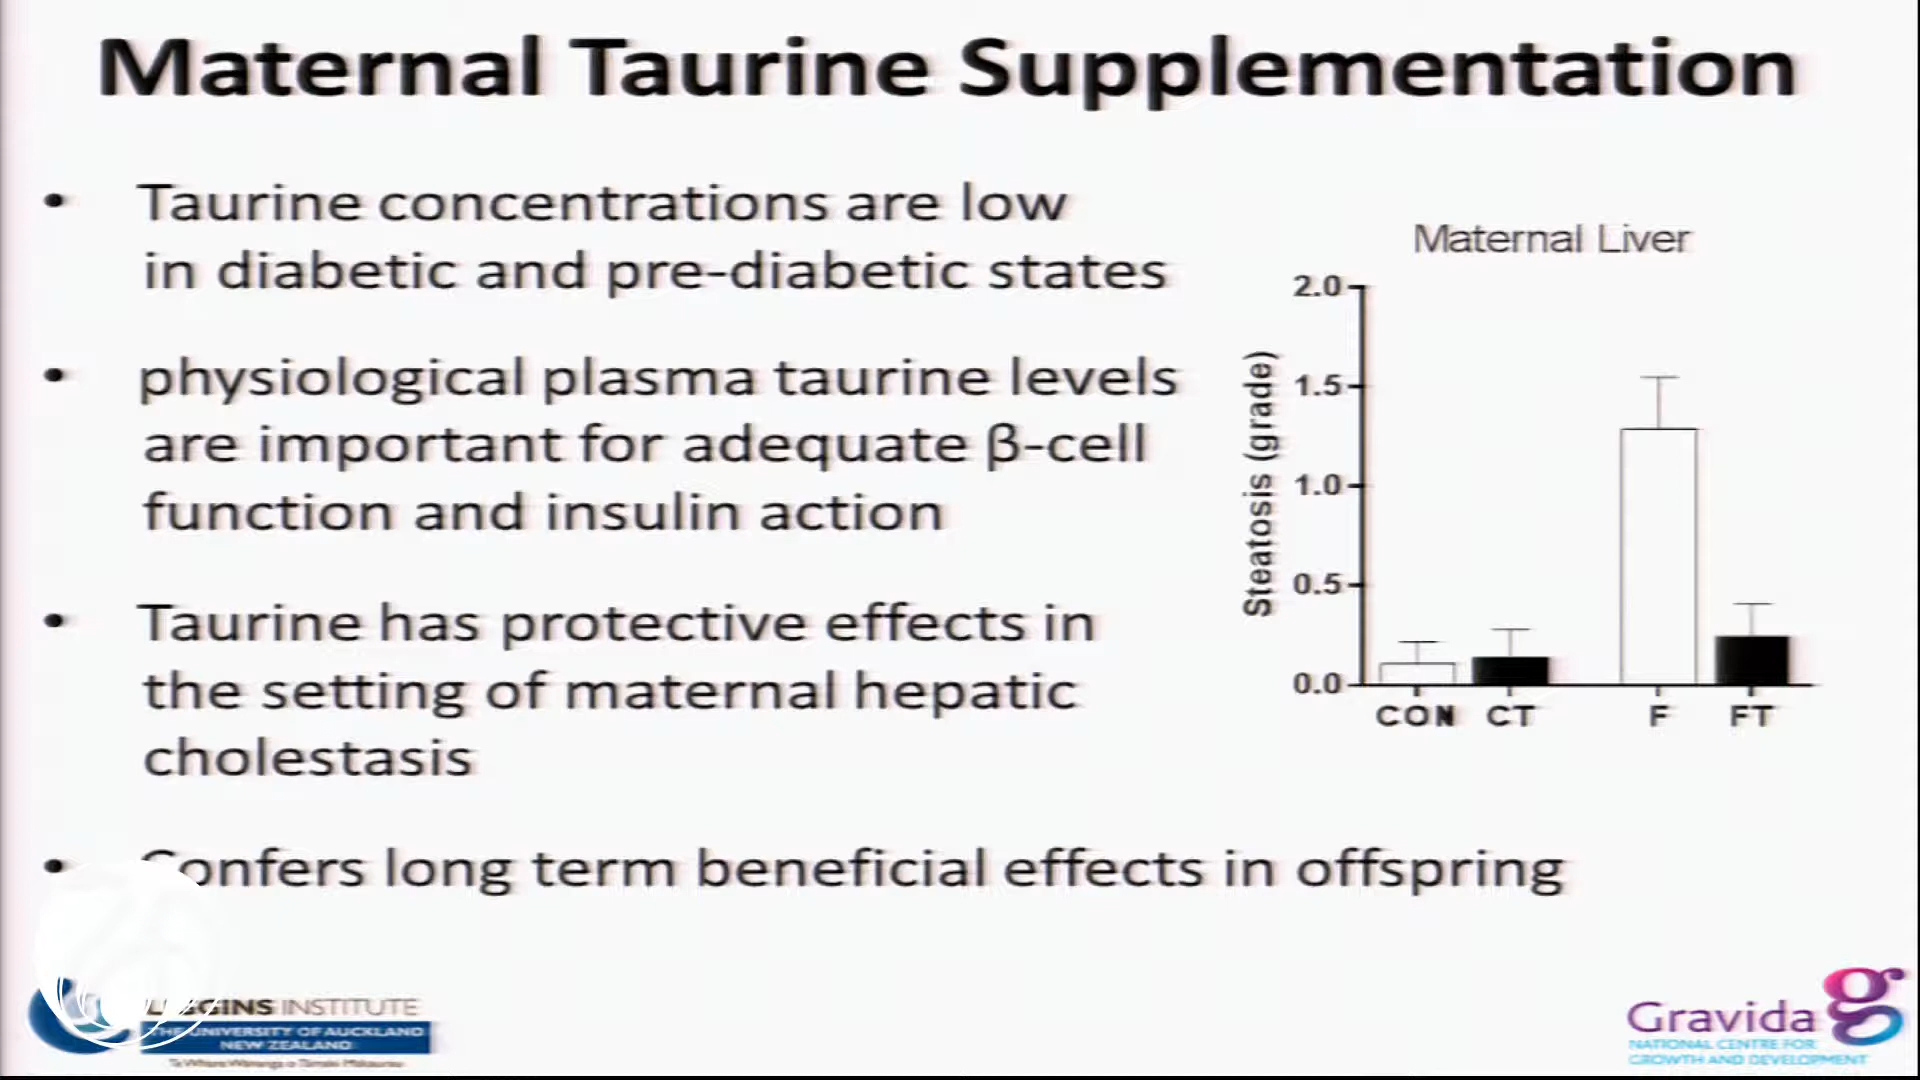 Maternal Taurine Supplementation
• Taurine concentrations are low
in diabetic and pre-diabetic states
• physiological plasma taurine levels
are important for adequate β-cell
function and insulin action
• Taurine has protective effects in
the setting of maternal hepatic
cholestasis
• Confers long term beneficial effects in offspring
Maternal Liver
Steatosis (grade)
2.0
1.5
1.0
0.5
0.0
CON CT F FT
INSTITUTE
THE UNIVERSITY OF AUCKLAND
NEW ZEALAND
Gravida
NATIONAL CENTRE FOR
GROWTH AND DEVELOPMENT